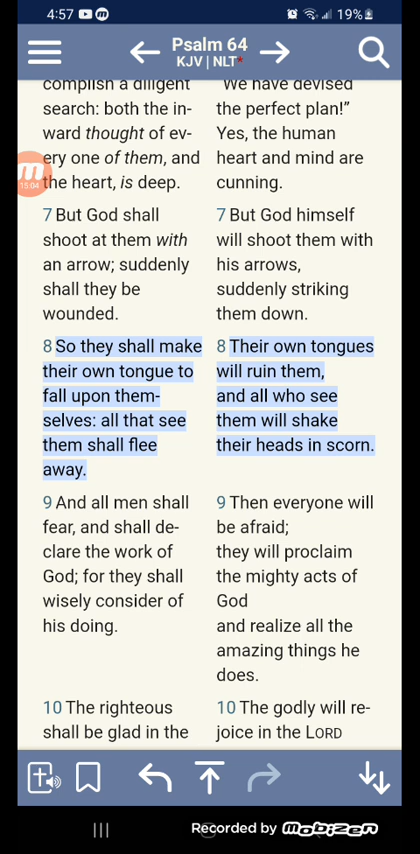 4:57
19%
Psalm 64
KJV | NLT*
complish a diligent
search: both the in-
ward thought of ev-
ery one of them, and
the heart, is deep.
7 But God shall
shoot at them with
an arrow; suddenly
shall they be
wounded.
8 So they shall make
their own tongue to
fall upon them-
selves: all that see
them shall flee
away.
9 And all men shall
fear, and shall de-
clare the work of
God; for they shall
wisely consider of
his doing.
10 The righteous
shall be glad in the
"We have devised
the perfect plan!"
Yes, the human
heart and mind are
cunning.
7 But God himself
will shoot them with
his arrows,
suddenly striking
them down.
8 Their own tongues
will ruin them,
and all who see
them will shake
their heads in scorn.
9 Then everyone will
be afraid;
they will proclaim
the mighty acts of
God
and realize all the
amazing things he
does.
10 The godly will re-
joice in the LORD
m
15:04
Recorded by mobizen